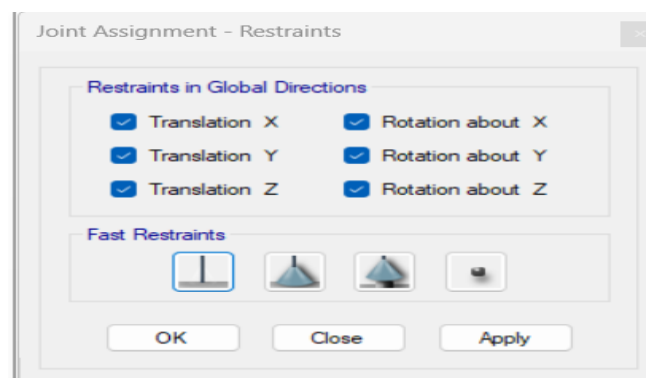 Joint Assignment - Restraints
Restraints in Global Directions
Translation X Rotation about X
Translation Y Rotation about Y
Translation Z Rotation about Z
Fast Restraints
OK Close Apply